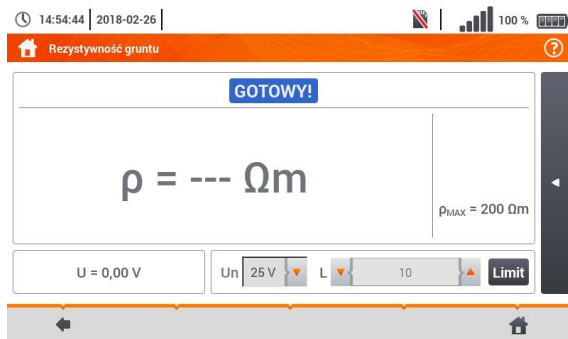 14:54:44 2018-02-26 100 %
Rezystywność gruntu ?
GOTOWY!
ρ = --- Ωm
ρMAX = 200 Ωm
U = 0,00 V Un 25 V L 10 Limit